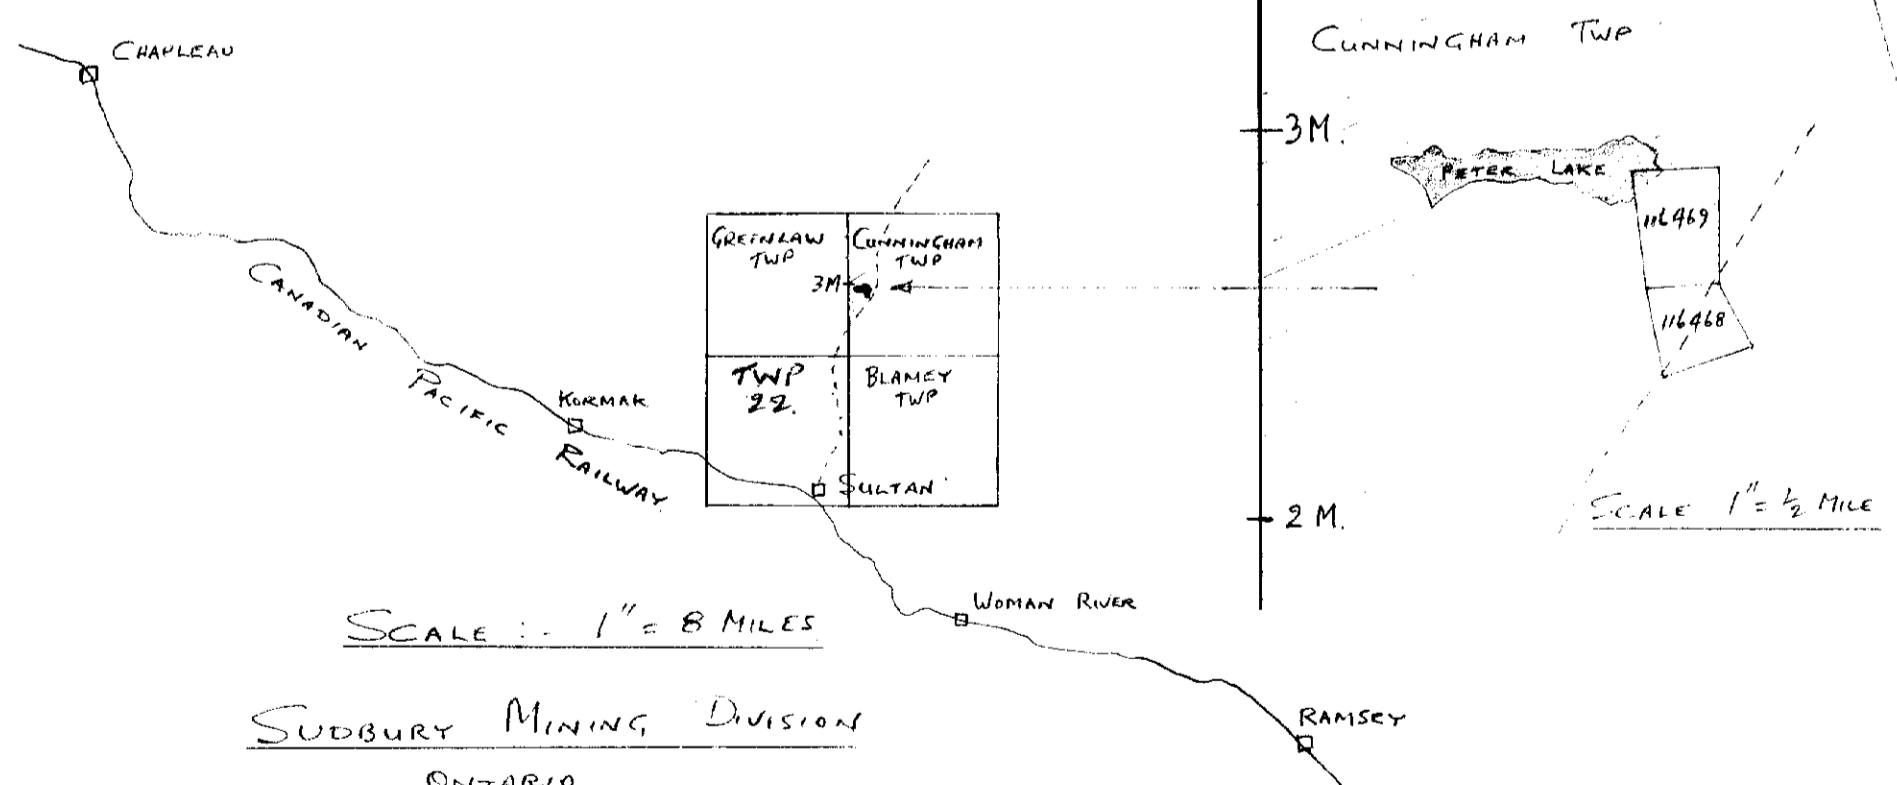 CHAPLEAU
CANADIAN
PACIFIC
RAILWAY
KORMAK
GREENLAW
TWP
CUNNINGHAM
TWP
3M
TWP
22.
BLAMEY
TWP
SULTAN
WOMAN RIVER
RAMSEY
SCALE :- 1" = 8 MILES
SUDBURY MINING DIVISION
ONTARIO
CUNNINGHAM TWP
3M.
PETER LAKE
116469
116468
2 M.
SCALE 1" = 1/2 MILE